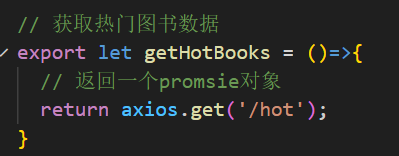 // 获取热门图书数据
export let getHotBooks = ()=>{
// 返回一个promsie对象
return axios.get('/hot');
}